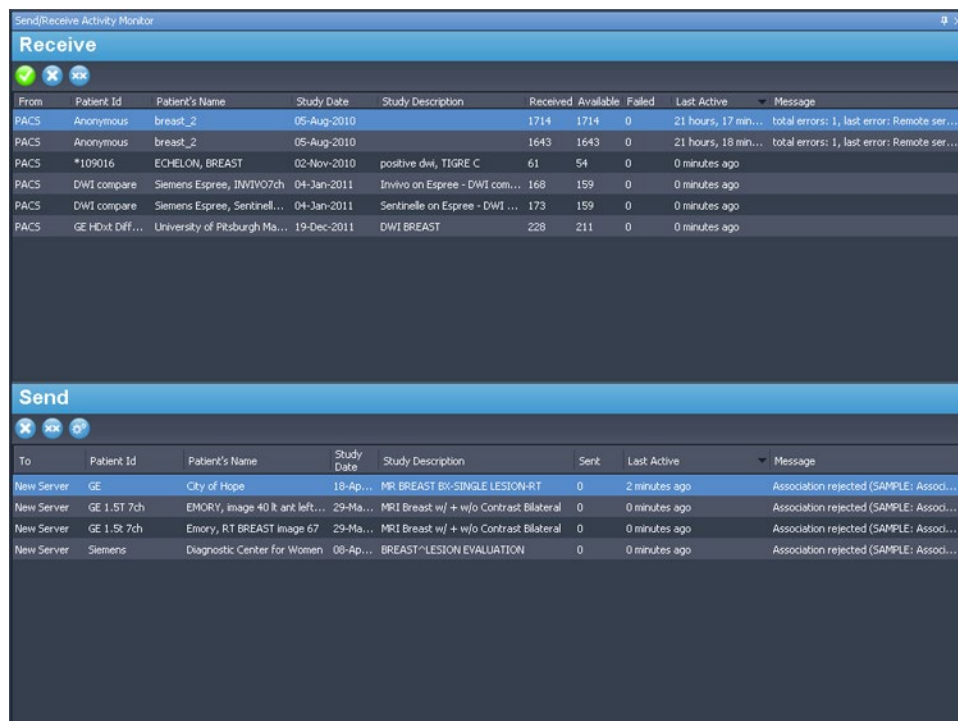 Send/Receive Activity Monitor
Receive
From Patient Id Patient's Name Study Date Study Description Received Available Failed Last Active Message
PACS Anonymous breast_2 05-Aug-2010 1714 1714 0 21 hours, 17 min... total errors: 1, last error: Remote ser...
PACS Anonymous breast_2 05-Aug-2010 1643 1643 0 21 hours, 18 min... total errors: 1, last error: Remote ser...
PACS *109016 ECHELON, BREAST 02-Nov-2010 positive dwi, TIGRE C 61 54 0 0 minutes ago
PACS DWI compare Siemens Espree, INVIVO7ch 04-Jan-2011 Invivo on Espree - DWI com... 168 159 0 0 minutes ago
PACS DWI compare Siemens Espree, Sentinell... 04-Jan-2011 Sentinelle on Espree - DWI ... 173 159 0 0 minutes ago
PACS GE HDxt Diff... University of Pitsburgh Ma... 19-Dec-2011 DWI BREAST 228 211 0 0 minutes ago
Send
To Patient Id Patient's Name Study Date Study Description Sent Last Active Message
New Server GE City of Hope 18-Ap... MR BREAST BX-SINGLE LESION-RT 0 2 minutes ago Association rejected (SAMPLE: Associ...
New Server GE 1.5T 7ch EMORY, image 40 lt ant left... 29-Ma... MRI Breast w/ + w/o Contrast Bilateral 0 0 minutes ago Association rejected (SAMPLE: Associ...
New Server GE 1.5t 7ch Emory, RT BREAST image 67 29-Ma... MRI Breast w/ + w/o Contrast Bilateral 0 0 minutes ago Association rejected (SAMPLE: Associ...
New Server Siemens Diagnostic Center for Women 08-Ap... BREAST^LESION EVALUATION 0 0 minutes ago Association rejected (SAMPLE: Associ...